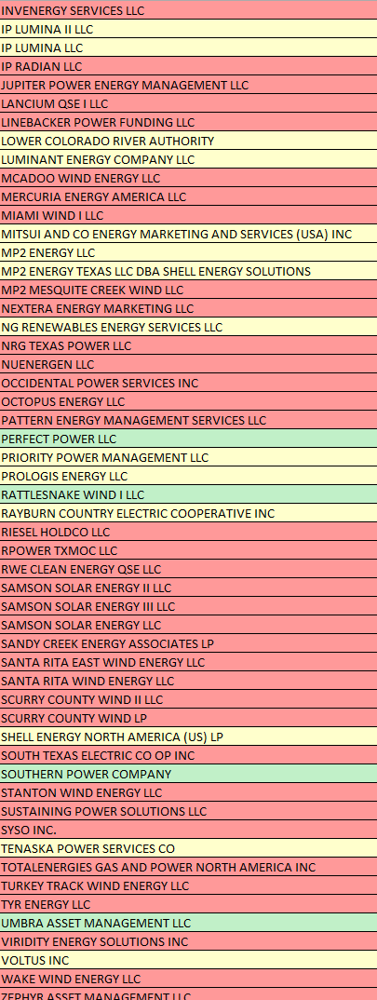 INVENERGY SERVICES LLC
IP LUMINA II LLC
IP LUMINA LLC
IP RADIAN LLC
JUPITER POWER ENERGY MANAGEMENT LLC
LANCIUM QSE I LLC
LINEBACKER POWER FUNDING LLC
LOWER COLORADO RIVER AUTHORITY
LUMINANT ENERGY COMPANY LLC
MCADOO WIND ENERGY LLC
MERCURIA ENERGY AMERICA LLC
MIAMI WIND I LLC
MITSUI AND CO ENERGY MARKETING AND SERVICES (USA) INC
MP2 ENERGY LLC
MP2 ENERGY TEXAS LLC DBA SHELL ENERGY SOLUTIONS
MP2 MESQUITE CREEK WIND LLC
NEXTERA ENERGY MARKETING LLC
NG RENEWABLES ENERGY SERVICES LLC
NRG TEXAS POWER LLC
NUENERGEN LLC
OCCIDENTAL POWER SERVICES INC
OCTOPUS ENERGY LLC
PATTERN ENERGY MANAGEMENT SERVICES LLC
PERFECT POWER LLC
PRIORITY POWER MANAGEMENT LLC
PROLOGIS ENERGY LLC
RATTLESNAKE WIND I LLC
RAYBURN COUNTRY ELECTRIC COOPERATIVE INC
RIESEL HOLDCO LLC
RPOWER TXMOC LLC
RWE CLEAN ENERGY QSE LLC
SAMSON SOLAR ENERGY II LLC
SAMSON SOLAR ENERGY III LLC
SAMSON SOLAR ENERGY LLC
SANDY CREEK ENERGY ASSOCIATES LP
SANTA RITA EAST WIND ENERGY LLC
SANTA RITA WIND ENERGY LLC
SCURRY COUNTY WIND II LLC
SCURRY COUNTY WIND LP
SHELL ENERGY NORTH AMERICA (US) LP
SOUTH TEXAS ELECTRIC CO OP INC
SOUTHERN POWER COMPANY
STANTON WIND ENERGY LLC
SUSTAINING POWER SOLUTIONS LLC
SYSO INC.
TENASKA POWER SERVICES CO
TOTALENERGIES GAS AND POWER NORTH AMERICA INC
TURKEY TRACK WIND ENERGY LLC
TYR ENERGY LLC
UMBRA ASSET MANAGEMENT LLC
VIRIDITY ENERGY SOLUTIONS INC
VOLTUS INC
WAKE WIND ENERGY LLC
ZEPHYR ASSET MANAGEMENT LLC